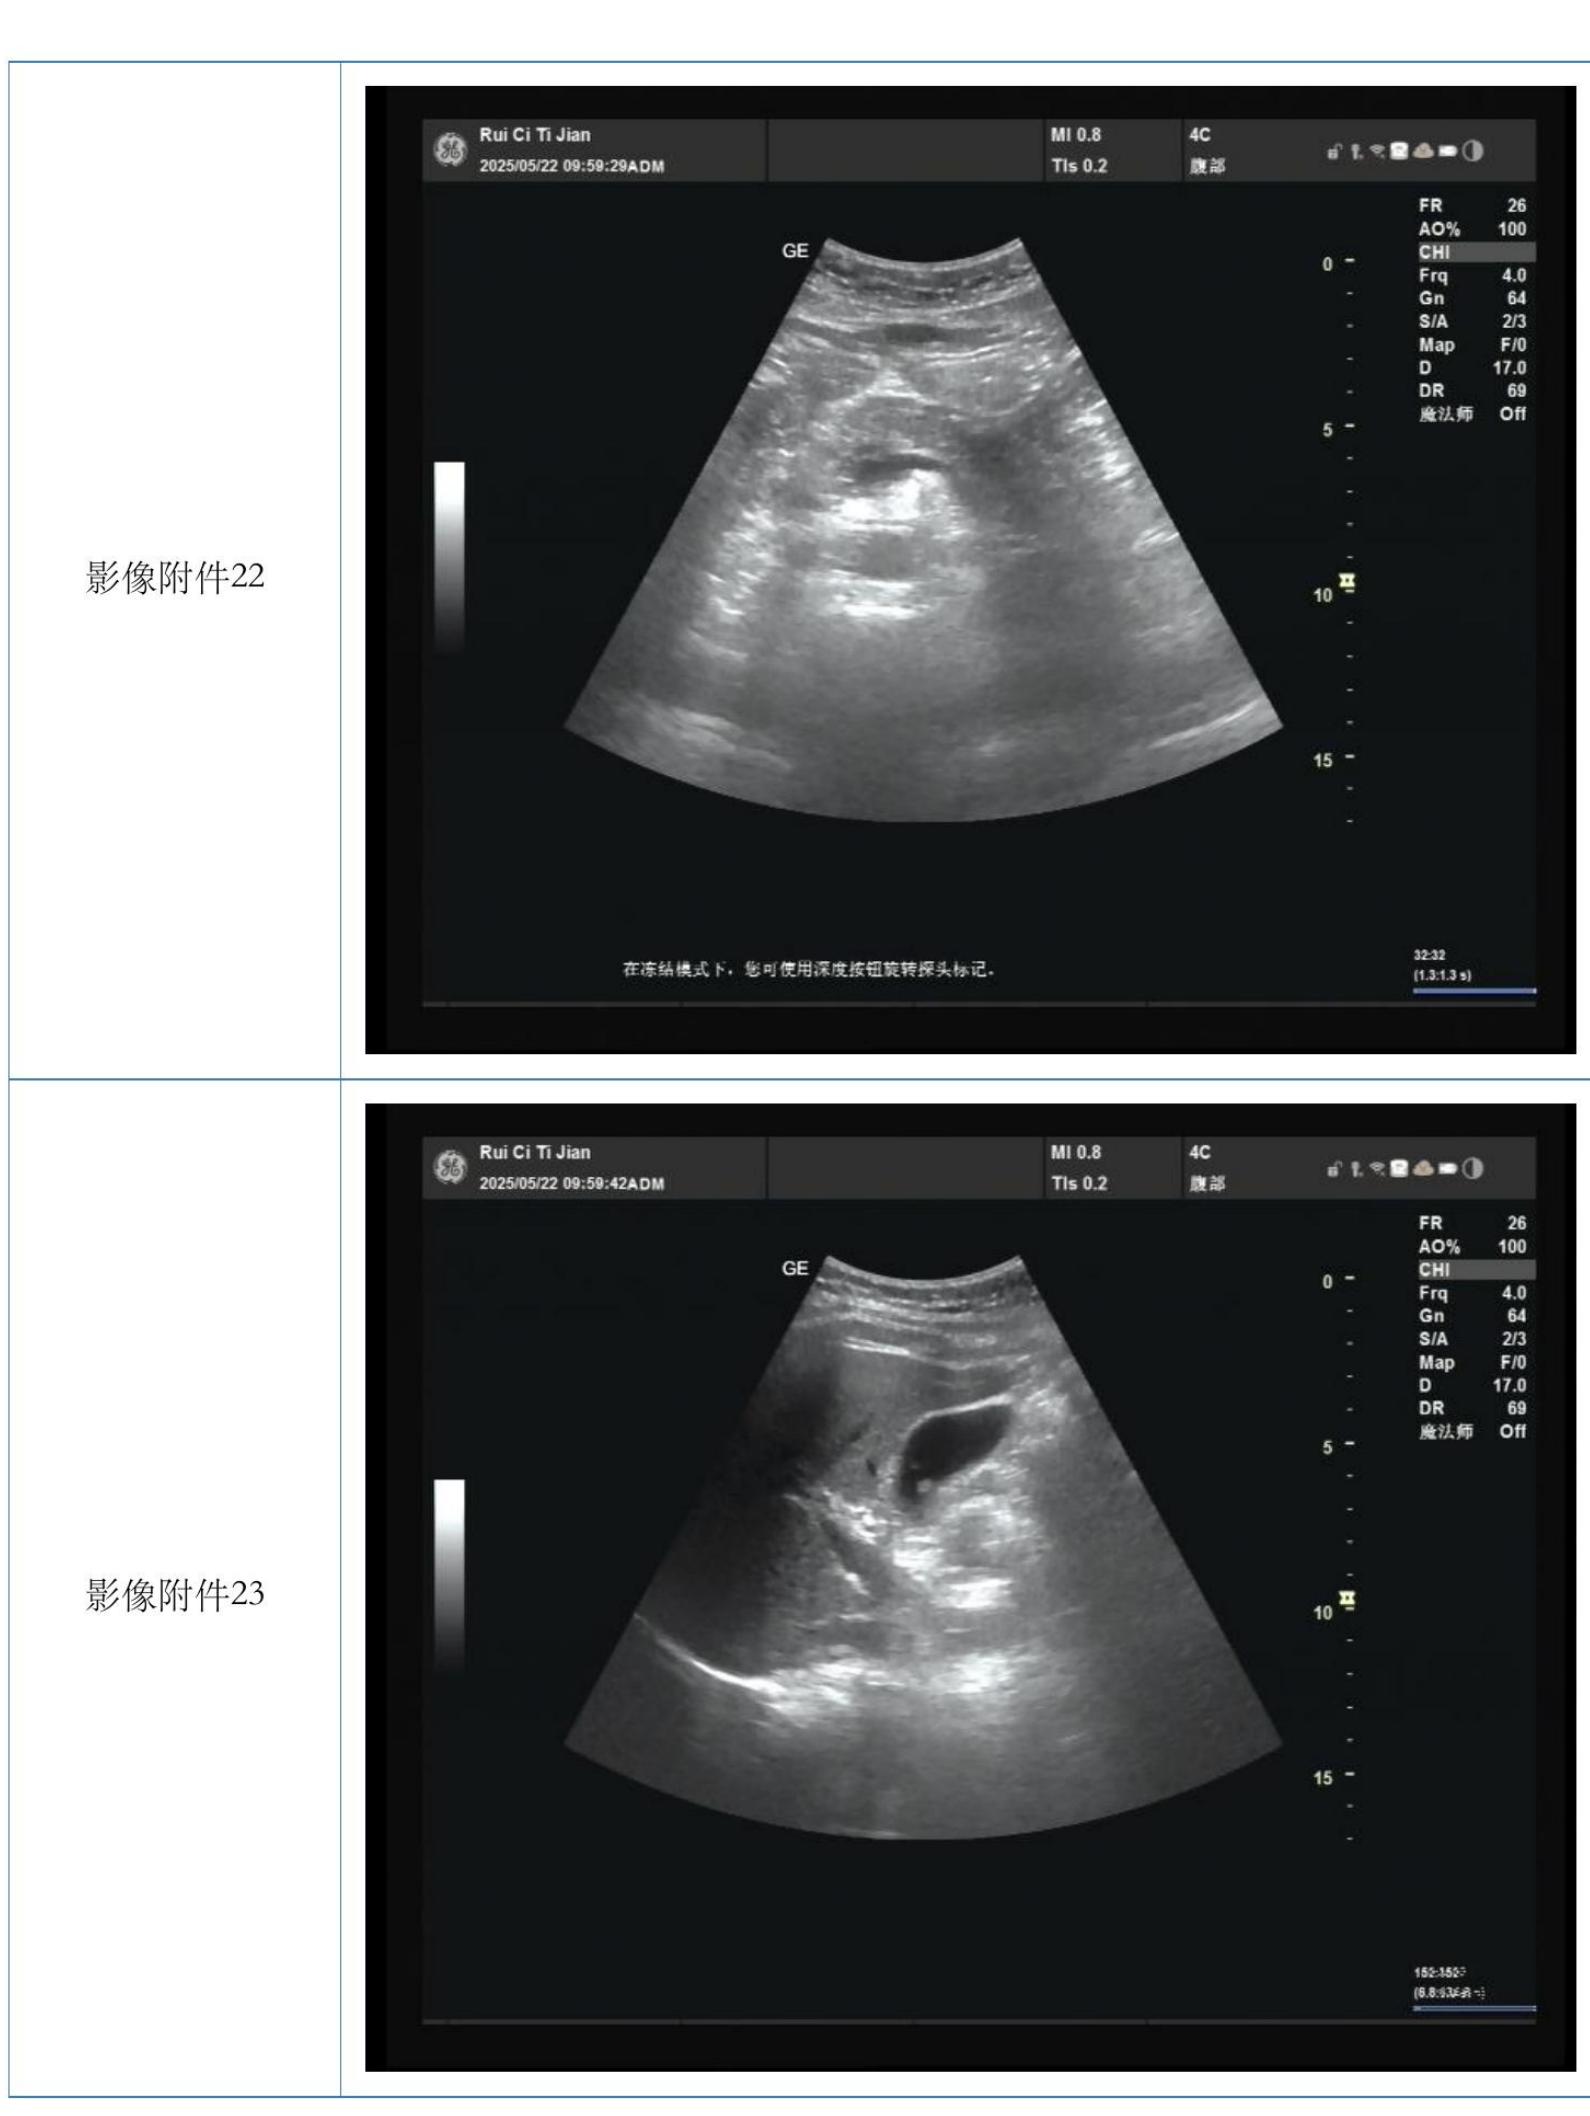 影像附件22
Rui Ci Ti Jian
2025/05/22 09:59:29ADM
MI 0.8
TIs 0.2
4C
腹部
GE
FR 26
AO% 100
CHI
Frq 4.0
Gn 64
S/A 2/3
Map F/0
D 17.0
DR 69
魔法师 Off
0
5
10
15
在冻结模式下，您可使用深度按钮旋转探头标记。
32:32
(1.3:1.3 s)
影像附件23
Rui Ci Ti Jian
2025/05/22 09:59:42ADM
MI 0.8
TIs 0.2
4C
腹部
GE
FR 26
AO% 100
CHI
Frq 4.0
Gn 64
S/A 2/3
Map F/0
D 17.0
DR 69
魔法师 Off
0
5
10
15